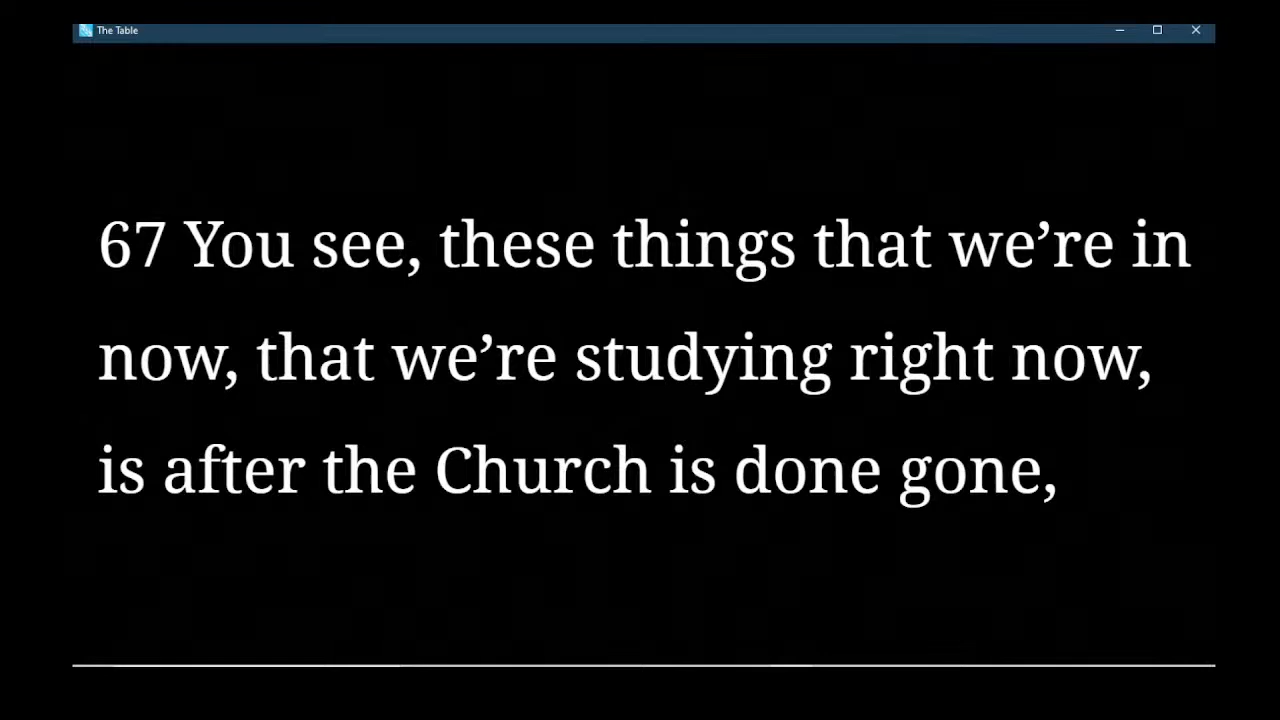 The Table
67 You see, these things that we’re in
now, that we’re studying right now,
is after the Church is done gone,